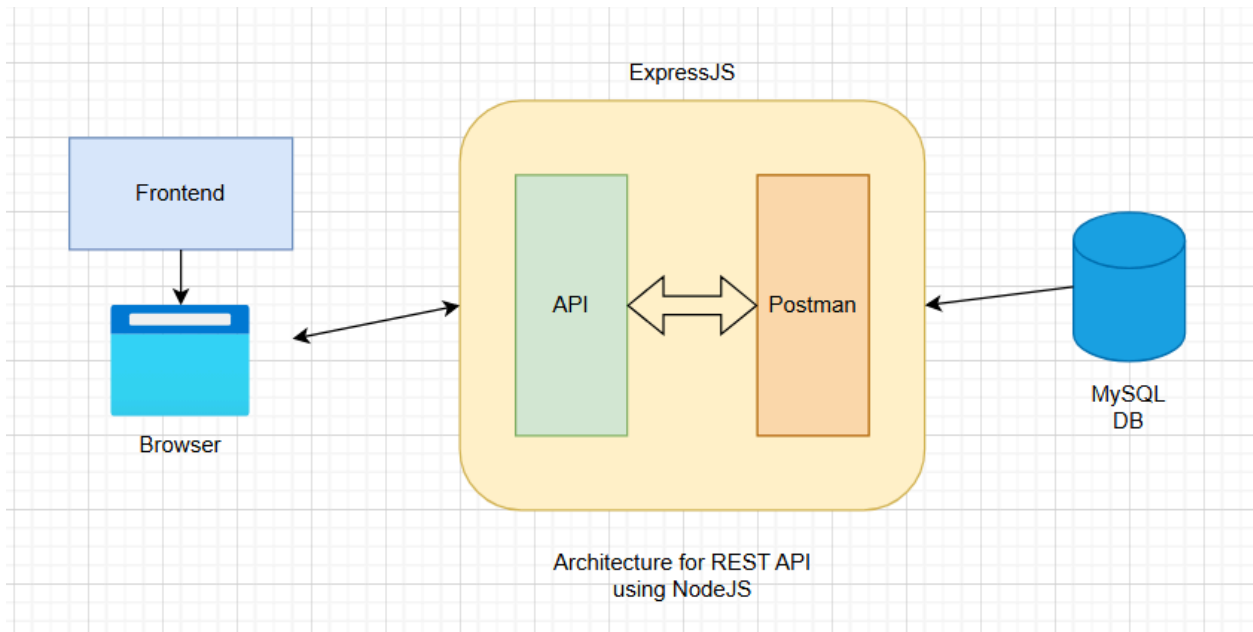 ExpressJS
Frontend
API
Postman
Browser
MySQL
DB
Architecture for REST API
using NodeJS